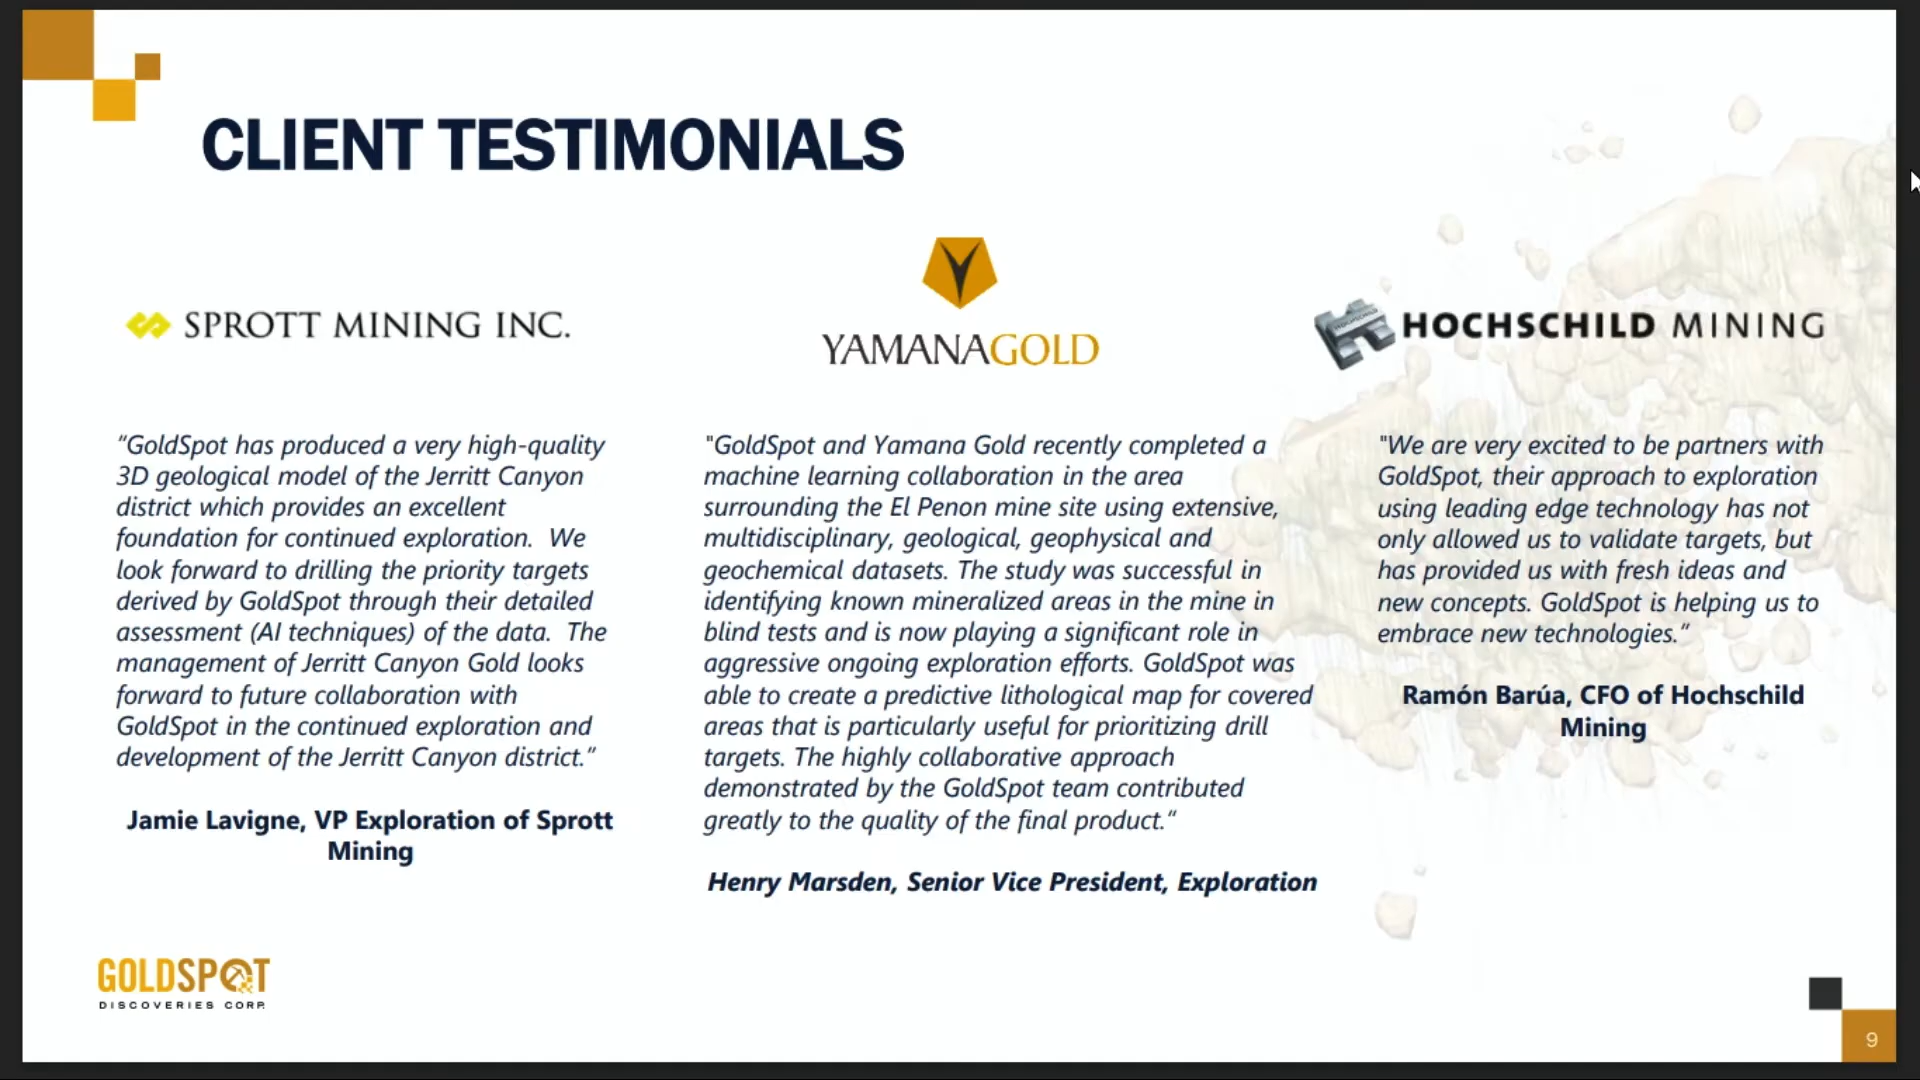 CLIENT TESTIMONIALS
SPROTT MINING INC.
“GoldSpot has produced a very high-quality
3D geological model of the Jerritt Canyon
district which provides an excellent
foundation for continued exploration.  We
look forward to drilling the priority targets
derived by GoldSpot through their detailed
assessment (AI techniques) of the data.  The
management of Jerritt Canyon Gold looks
forward to future collaboration with
GoldSpot in the continued exploration and
development of the Jerritt Canyon district.”
Jamie Lavigne, VP Exploration of Sprott
Mining
YAMANAGOLD
"GoldSpot and Yamana Gold recently completed a
machine learning collaboration in the area
surrounding the El Penon mine site using extensive,
multidisciplinary, geological, geophysical and
geochemical datasets. The study was successful in
identifying known mineralized areas in the mine in
blind tests and is now playing a significant role in
aggressive ongoing exploration efforts. GoldSpot was
able to create a predictive lithological map for covered
areas that is particularly useful for prioritizing drill
targets. The highly collaborative approach
demonstrated by the GoldSpot team contributed
greatly to the quality of the final product.“
Henry Marsden, Senior Vice President, Exploration
HOCHSCHILD
HOCHSCHILD MINING
"We are very excited to be partners with
GoldSpot, their approach to exploration
using leading edge technology has not
only allowed us to validate targets, but
has provided us with fresh ideas and
new concepts. GoldSpot is helping us to
embrace new technologies.”
Ramón Barúa, CFO of Hochschild
Mining
GOLDSPOT
DISCOVERIES CORP.
9